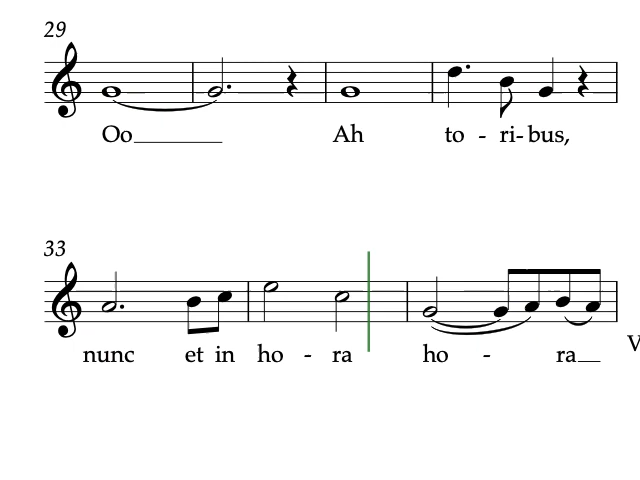 29
Oo Ah to - ri- bus,
33
nunc et in ho - ra ho - ra
V